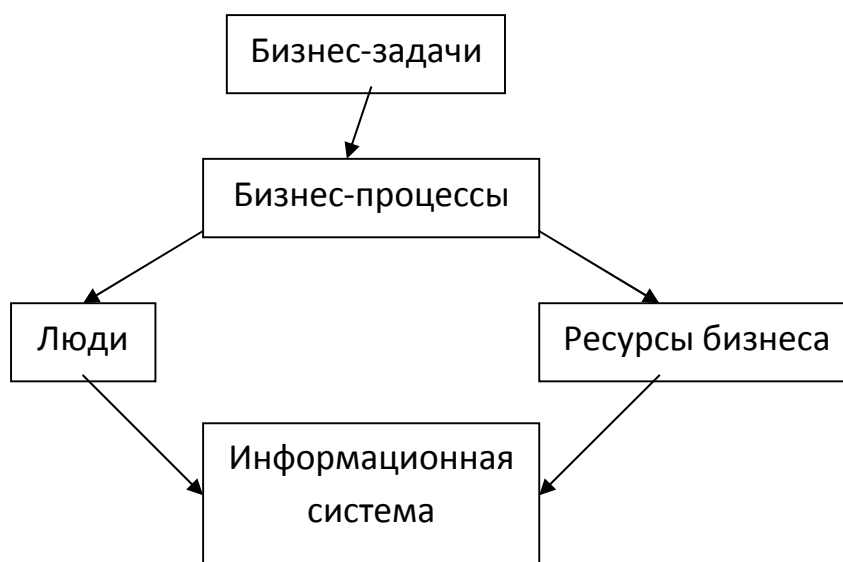 Бизнес-задачи
Бизнес-процессы
Люди
Ресурсы бизнеса
Информационная
система